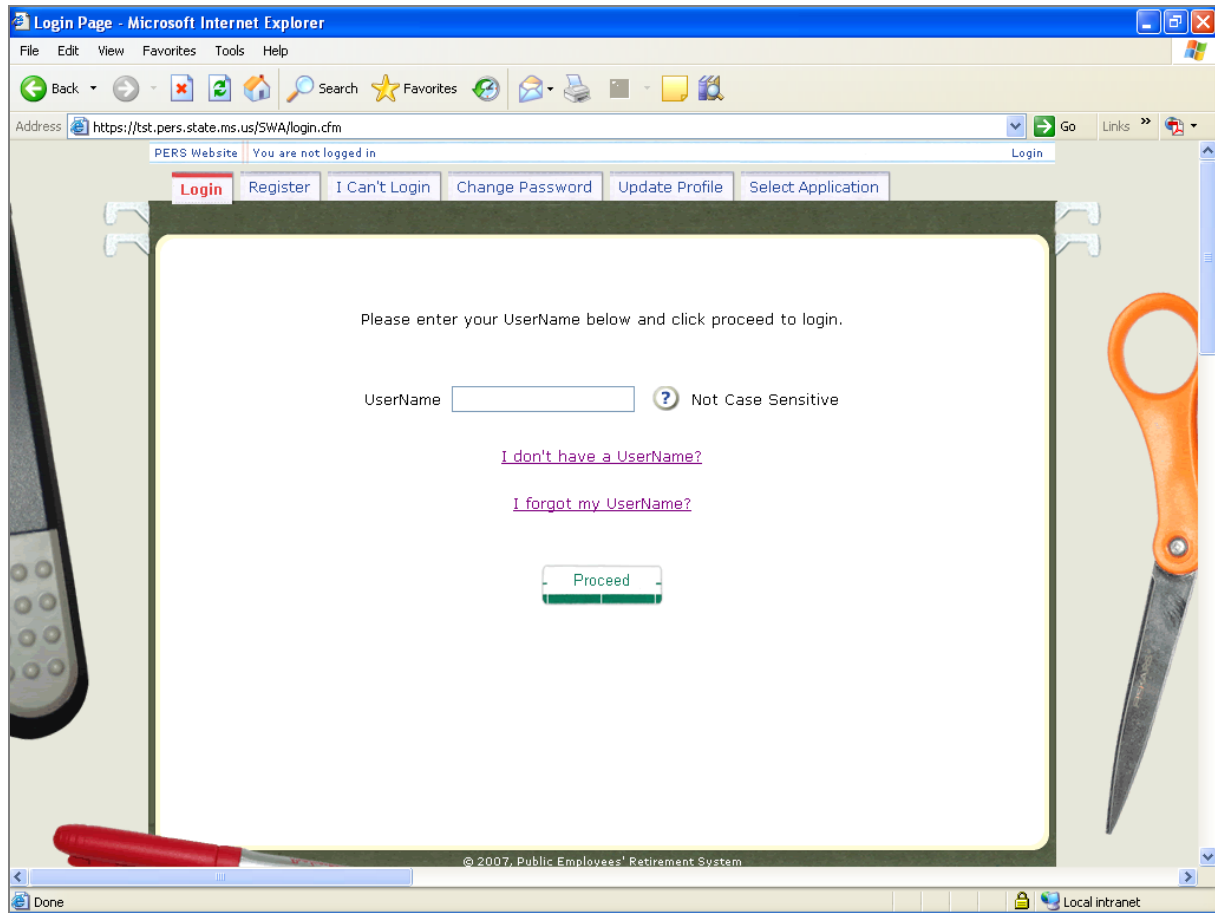 Login Page - Microsoft Internet Explorer
File Edit View Favorites Tools Help
Back Search Favorites
Address https://tst.pers.state.ms.us/SWA/login.cfm Go Links »
PERS Website You are not logged in Login
Login Register I Can't Login Change Password Update Profile Select Application
Please enter your UserName below and click proceed to login.
UserName ? Not Case Sensitive
I don't have a UserName?
I forgot my UserName?
Proceed
© 2007, Public Employees' Retirement System
Done Local intranet